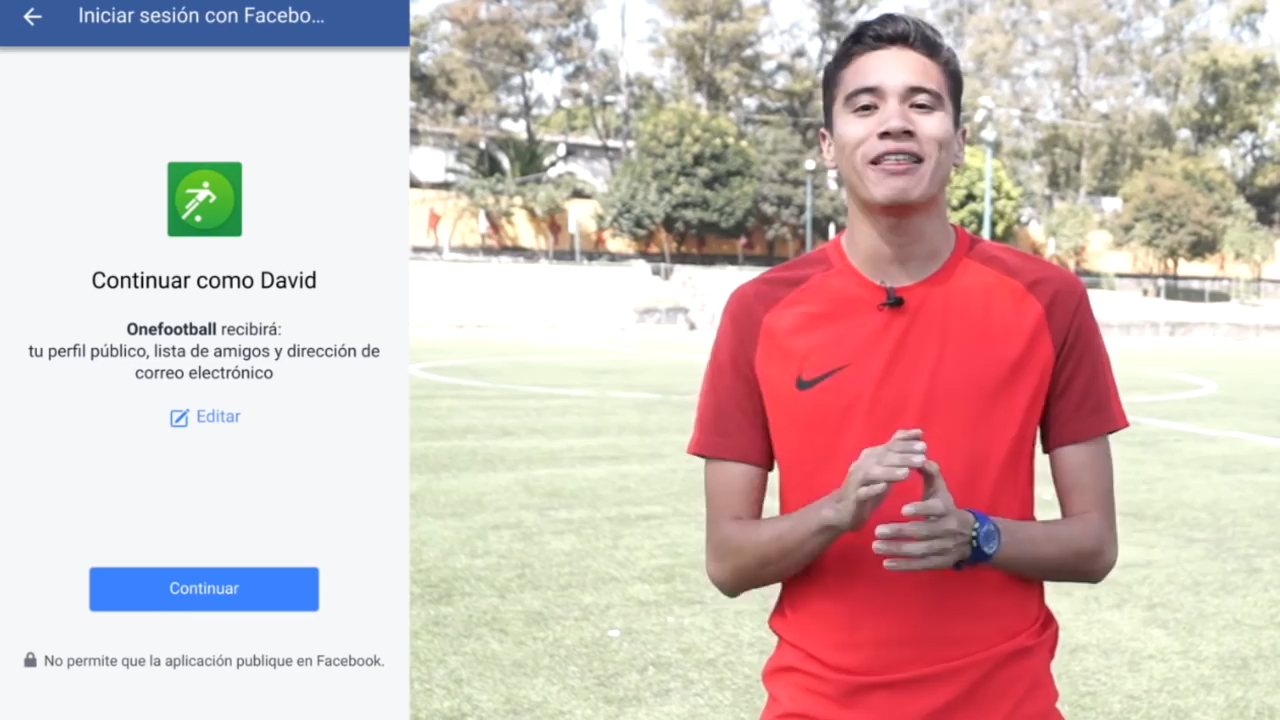 Iniciar sesión con Facebo...
Continuar como David
Onefootball recibirá:
tu perfil público, lista de amigos y dirección de
correo electrónico
Editar
Continuar
No permite que la aplicación publique en Facebook.